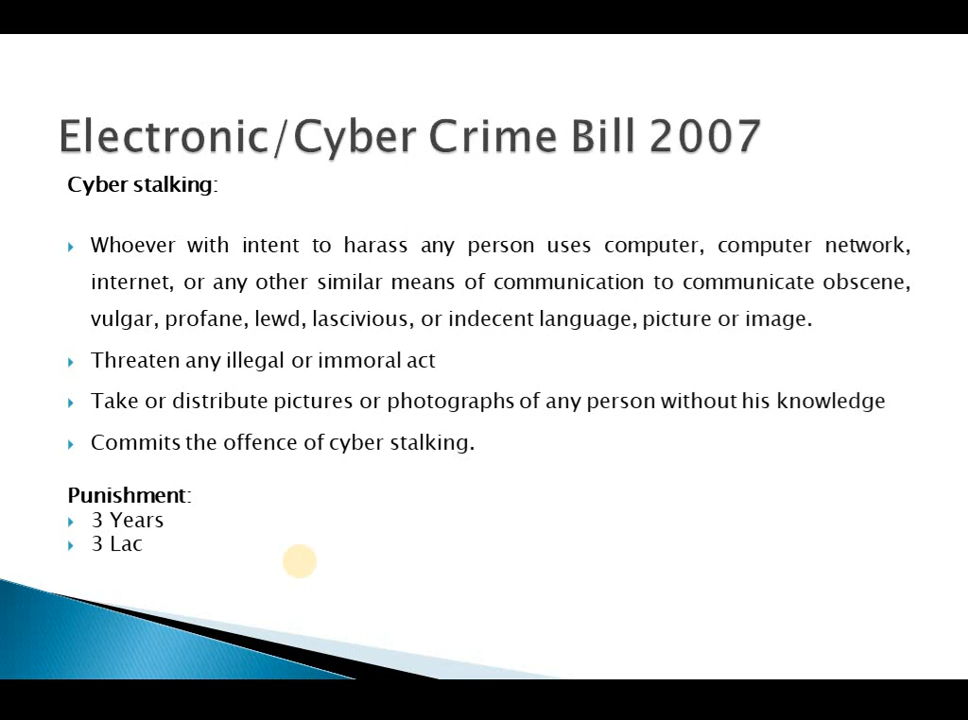 Electronic/Cyber Crime Bill 2007
Cyber stalking:
Whoever with intent to harass any person uses computer, computer network,
internet, or any other similar means of communication to communicate obscene,
vulgar, profane, lewd, lascivious, or indecent language, picture or image.
Threaten any illegal or immoral act
Take or distribute pictures or photographs of any person without his knowledge
Commits the offence of cyber stalking.
Punishment:
3 Years
3 Lac